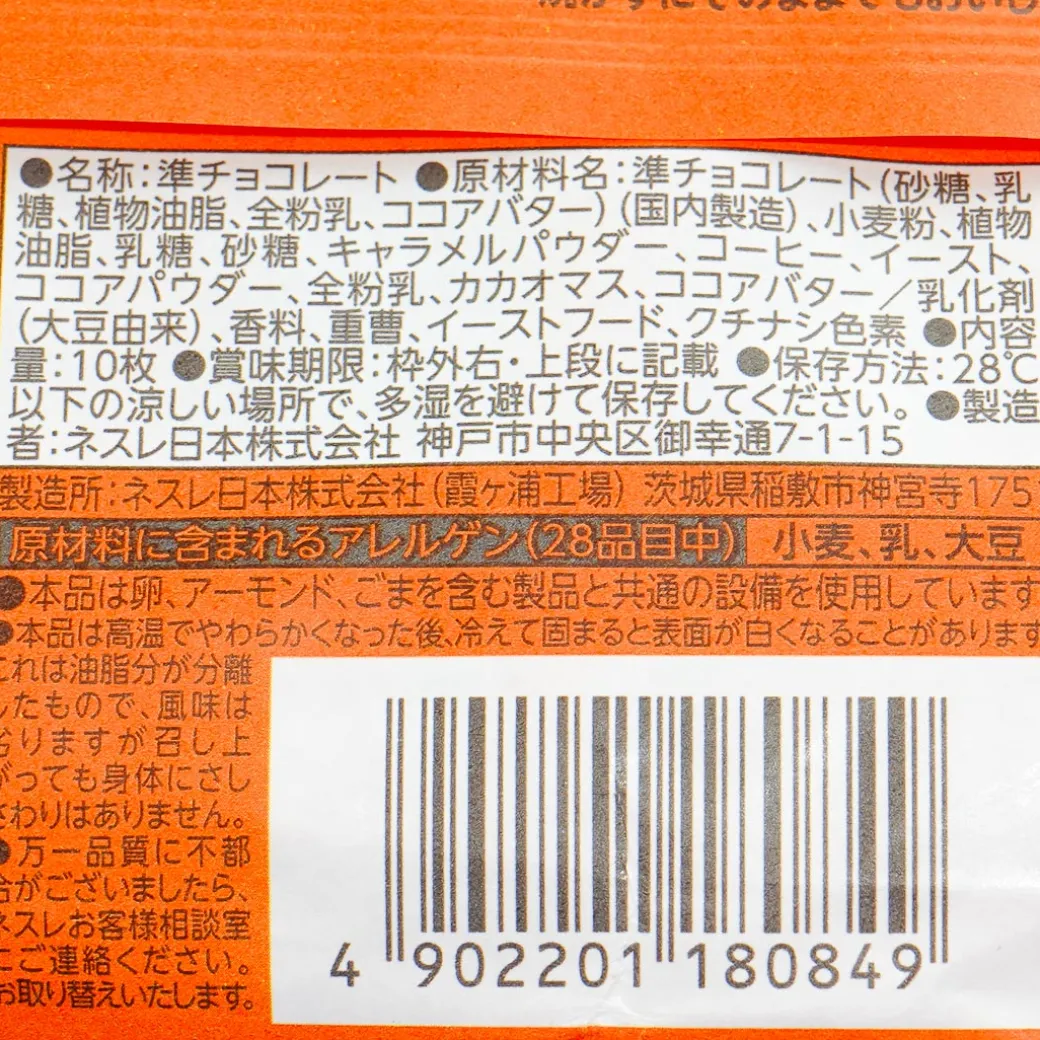 ●名称：準チョコレート ●原材料名：準チョコレート（砂糖、乳
糖、植物油脂、全粉乳、ココアバター）（国内製造）、小麦粉、植物
油脂、乳糖、砂糖、キャラメルパウダー、コーヒー、イースト、
ココアパウダー、全粉乳、カカオマス、ココアバター／乳化剤
（大豆由来）、香料、重曹、イーストフード、クチナシ色素 ●内容
量：10枚 ●賞味期限：枠外右・上段に記載 ●保存方法：28℃
以下の涼しい場所で、多湿を避けて保存してください。●製造
者：ネスレ日本株式会社 神戸市中央区御幸通7-1-15
製造所：ネスレ日本株式会社（霞ヶ浦工場）茨城県稲敷市神宮寺175
原材料に含まれるアレルゲン（28品目中） 小麦、乳、大豆
●本品は卵、アーモンド、ごまを含む製品と共通の設備を使用しています
●本品は高温でやわらかくなった後、冷えて固まると表面が白くなることがあります
これは油脂分が分離
したもので、風味は
劣りますが召し上
がっても身体にさし
さわりはありません。
●万一品質に不都
合がございましたら、
ネスレお客様相談室
にご連絡ください。
お取り替えいたします。
4 902201 180849